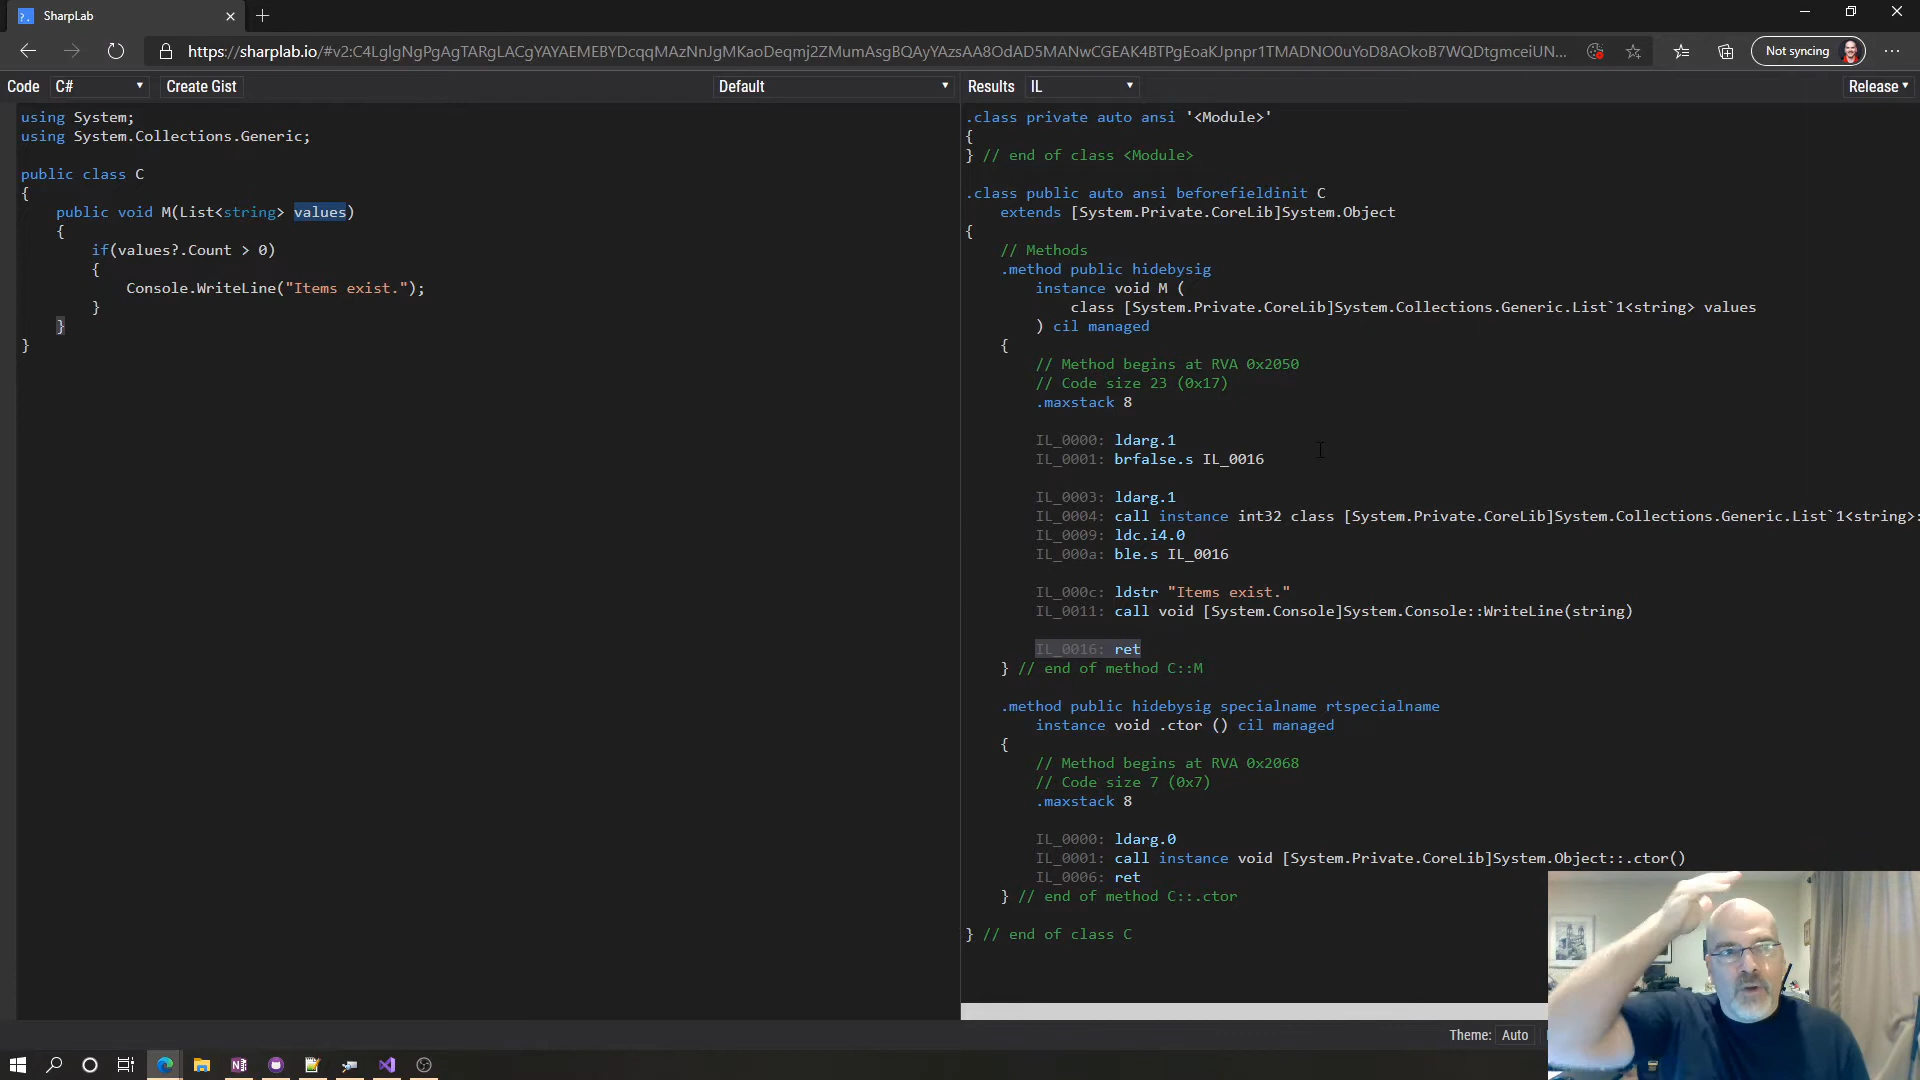 SharpLab
https://sharplab.io/#v2:C4LglgNgPgAgTARgLACgYAYAEMEBYDcqqMAzNnJgMKaoDeqmj2ZMumAsgBQAyYAzsAA8OdAD5MANwCGEAK4BTPgEoaKJpnpr1TMADNO0uYoD8AOkoB7WQDtgmceiUN...
Not syncing
Code C# Create Gist Default Results IL Release
using System;
using System.Collections.Generic;
public class C
{
public void M(List<string> values)
{
if(values?.Count > 0)
{
Console.WriteLine("Items exist.");
}
}
}
.class private auto ansi '<Module>'
{
} // end of class <Module>
.class public auto ansi beforefieldinit C
extends [System.Private.CoreLib]System.Object
{
// Methods
.method public hidebysig
instance void M (
class [System.Private.CoreLib]System.Collections.Generic.List`1<string> values
) cil managed
{
// Method begins at RVA 0x2050
// Code size 23 (0x17)
.maxstack 8
IL_0000: ldarg.1
IL_0001: brfalse.s IL_0016
IL_0003: ldarg.1
IL_0004: call instance int32 class [System.Private.CoreLib]System.Collections.Generic.List`1<string>:
IL_0009: ldc.i4.0
IL_000a: ble.s IL_0016
IL_000c: ldstr "Items exist."
IL_0011: call void [System.Console]System.Console::WriteLine(string)
IL_0016: ret
} // end of method C::M
.method public hidebysig specialname rtspecialname
instance void .ctor () cil managed
{
// Method begins at RVA 0x2068
// Code size 7 (0x7)
.maxstack 8
IL_0000: ldarg.0
IL_0001: call instance void [System.Private.CoreLib]System.Object::.ctor()
IL_0006: ret
} // end of method C::.ctor
} // end of class C
Theme: Auto